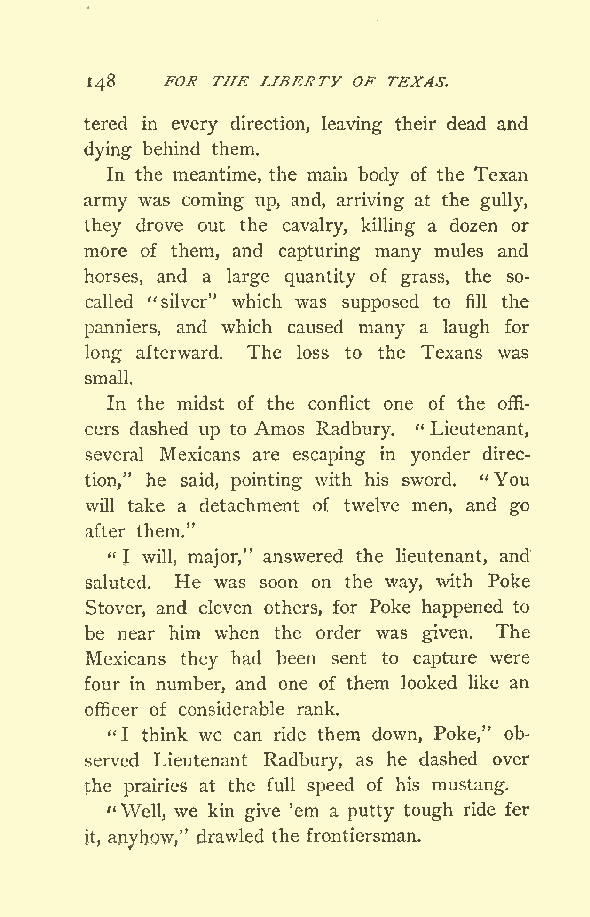 148 FOR THE LIBERTY OF TEXAS.
tered in every direction, leaving their dead and
dying behind them.
In the meantime, the main body of the Texan
army was coming up, and, arriving at the gully,
they drove out the cavalry, killing a dozen or
more of them, and capturing many mules and
horses, and a large quantity of grass, the so-
called "silver" which was supposed to fill the
panniers, and which caused many a laugh for
long afterward. The loss to the Texans was
small.
In the midst of the conflict one of the offi-
cers dashed up to Amos Radbury. "Lieutenant,
several Mexicans are escaping in yonder direc-
tion," he said, pointing with his sword. "You
will take a detachment of twelve men, and go
after them."
"I will, major," answered the lieutenant, and
saluted. He was soon on the way, with Poke
Stover, and eleven others, for Poke happened to
be near him when the order was given. The
Mexicans they had been sent to capture were
four in number, and one of them looked like an
officer of considerable rank.
"I think we can ride them down, Poke," ob-
served Lieutenant Radbury, as he dashed over
the prairies at the full speed of his mustang.
"Well, we kin give 'em a putty tough ride fer
it, anyhow," drawled the frontiersman.